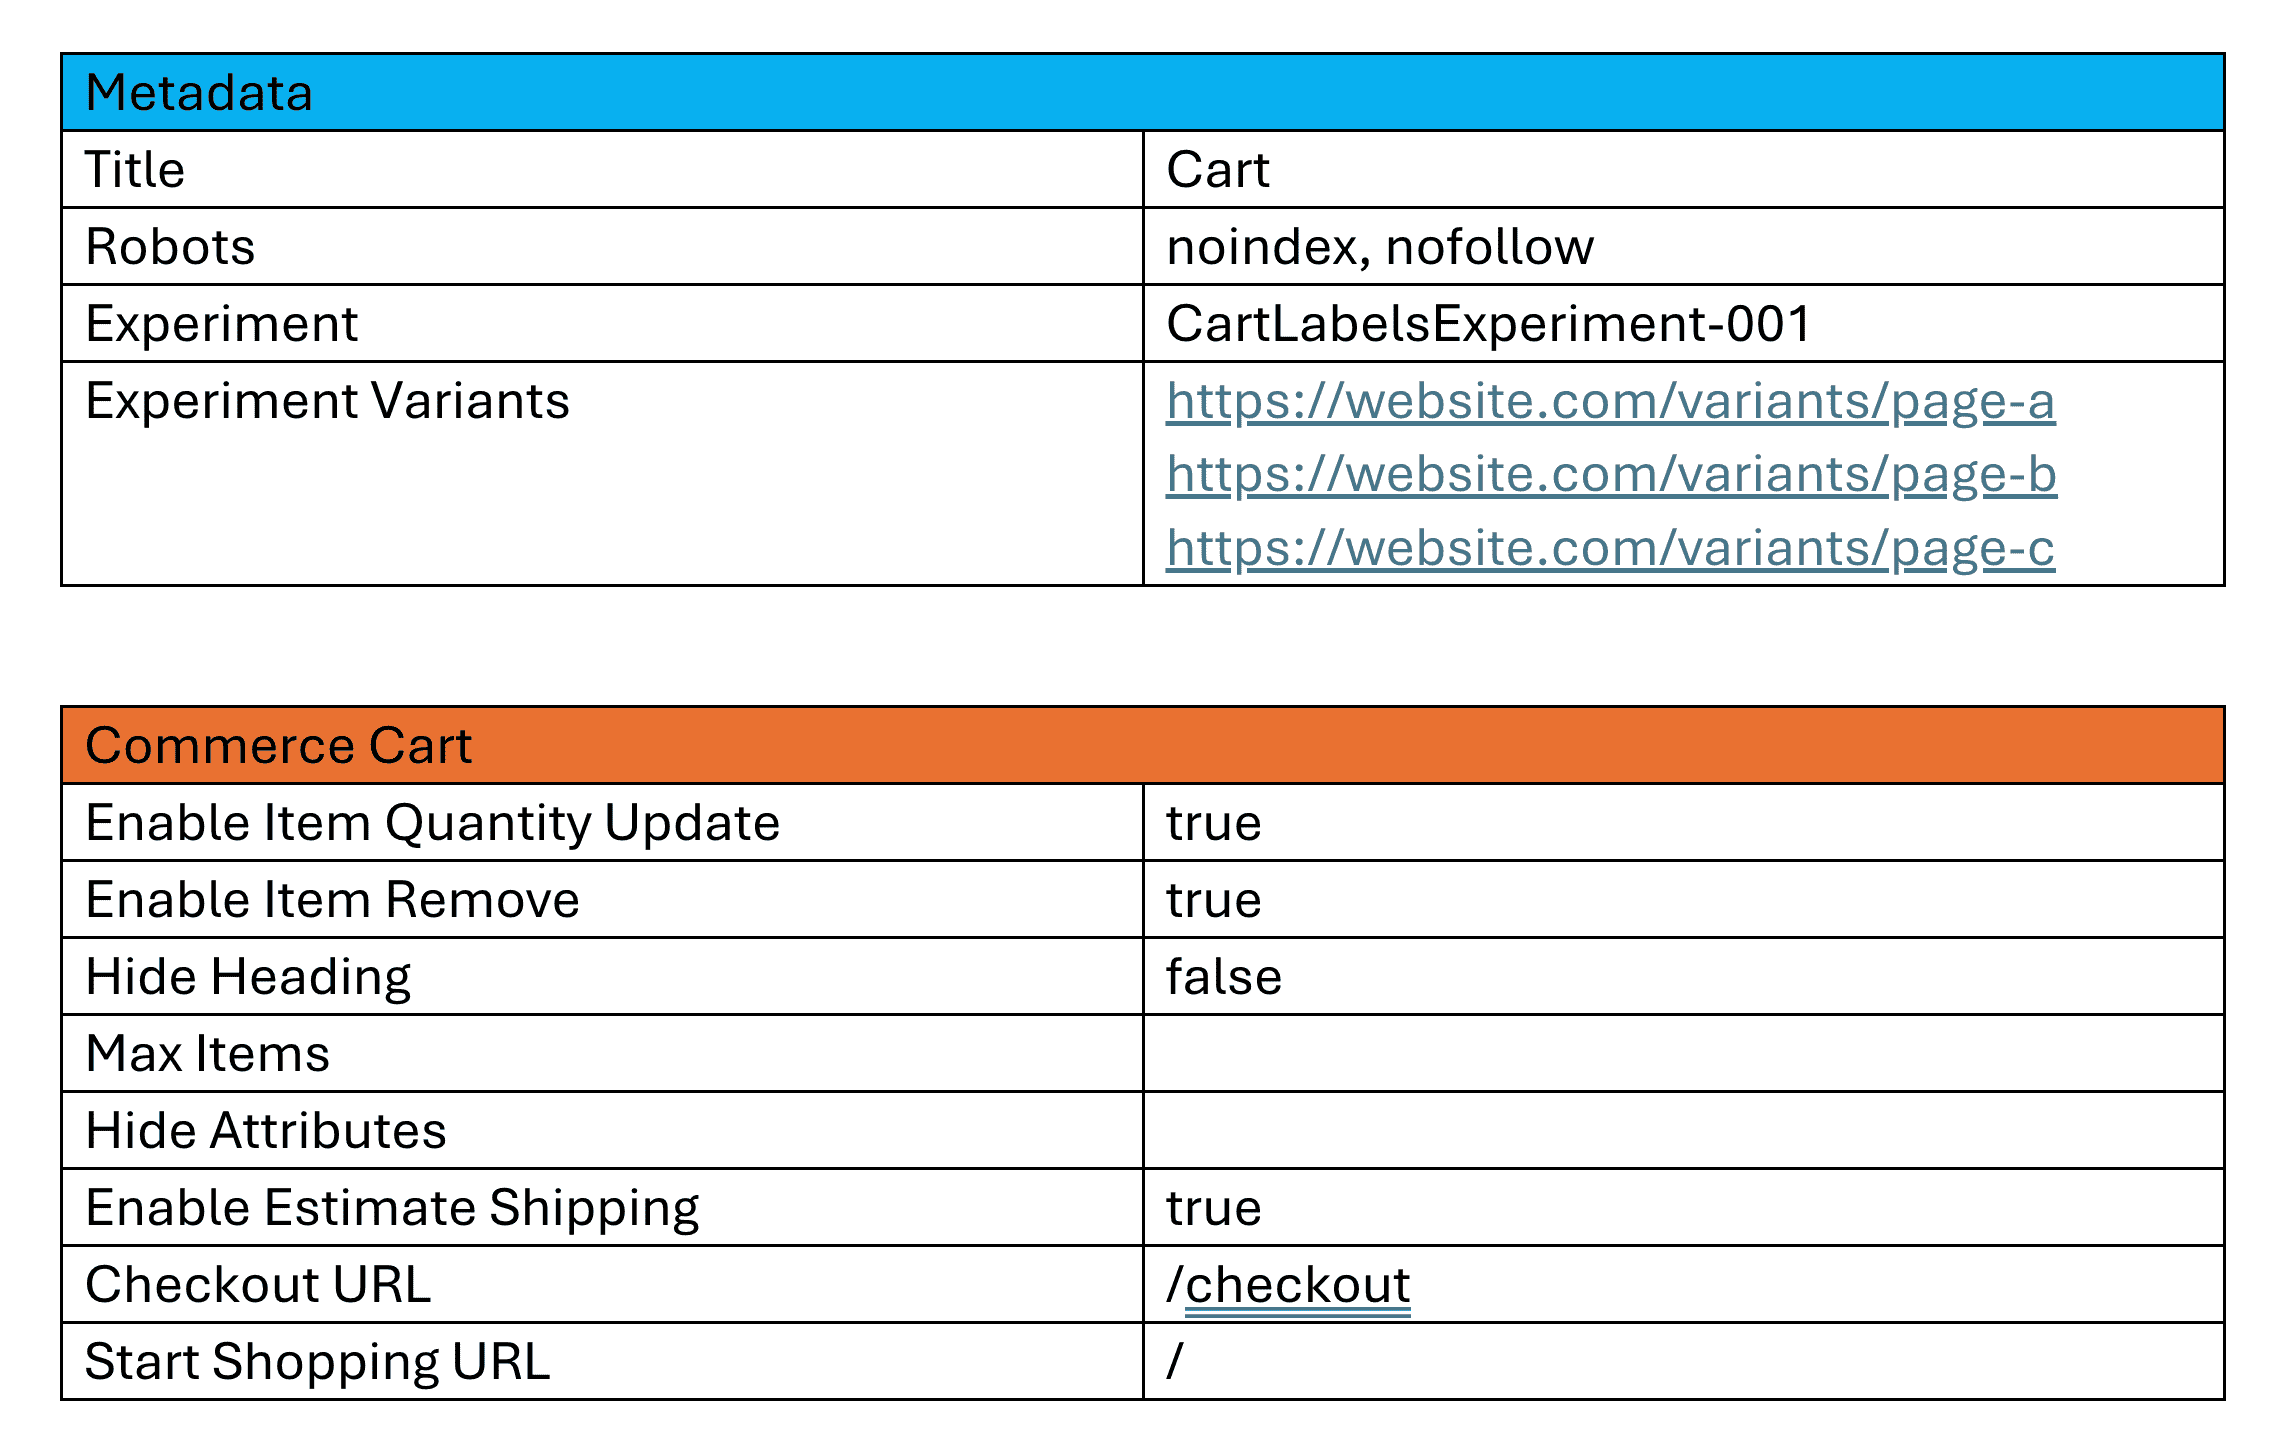 Metadata
Title Cart
Robots noindex, nofollow
Experiment CartLabelsExperiment-001
Experiment Variants https://website.com/variants/page-a
https://website.com/variants/page-b
https://website.com/variants/page-c
Commerce Cart
Enable Item Quantity Update true
Enable Item Remove true
Hide Heading false
Max Items
Hide Attributes
Enable Estimate Shipping true
Checkout URL /checkout
Start Shopping URL /